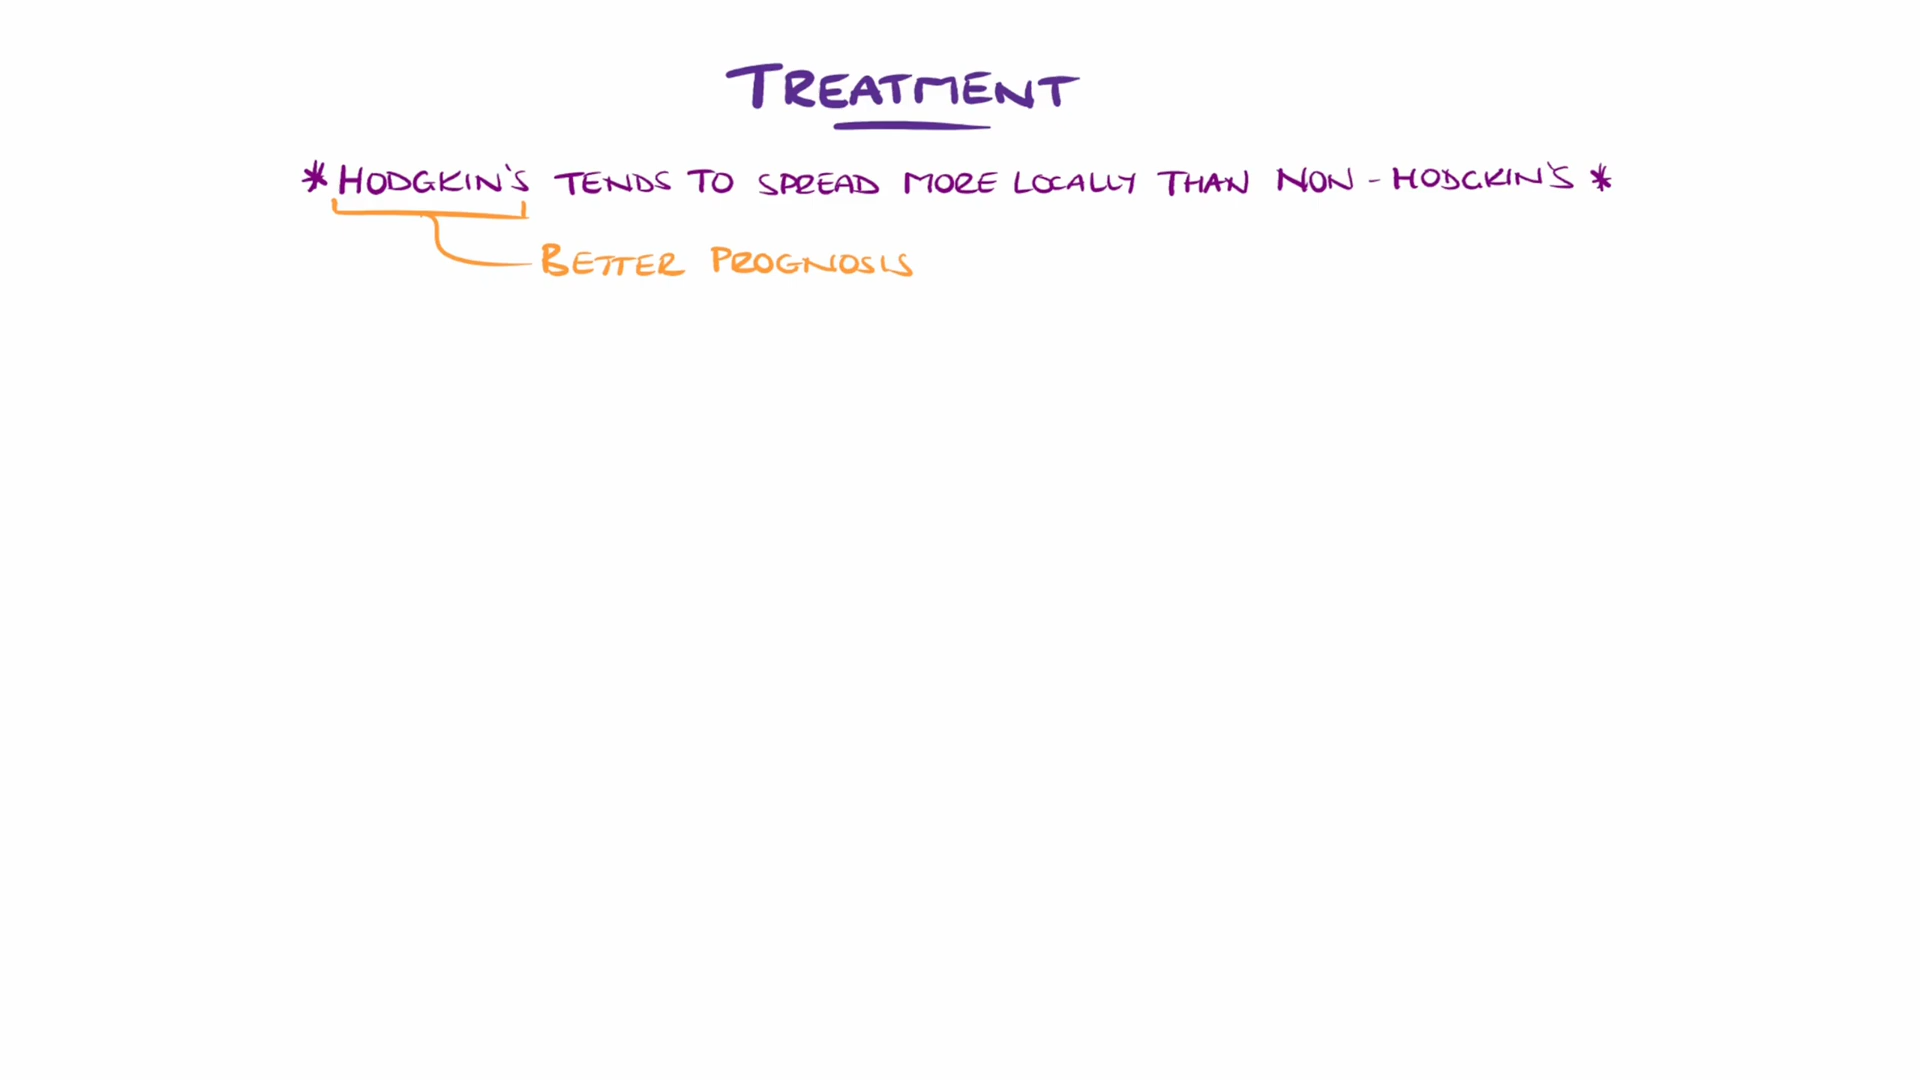 TREATMENT
* HODGKIN'S TENDS TO SPREAD MORE LOCALLY THAN NON-HODGKIN'S *
BETTER PROGNOSIS